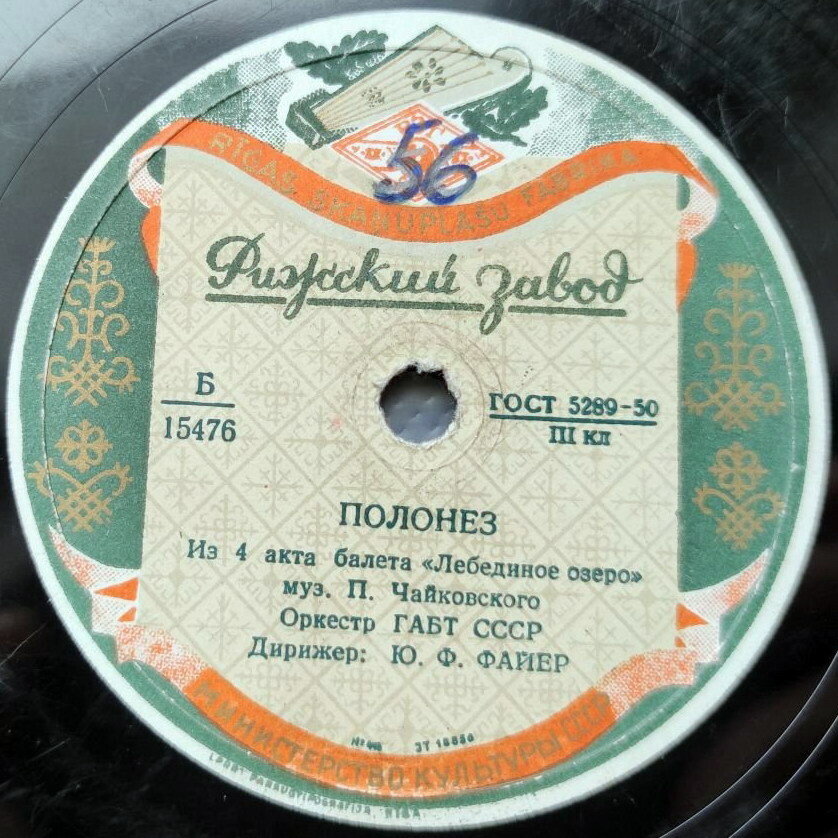 56
RĪGAS SKAŅUPLAŠU FABRIKA
Рижский завод
Б
15476
ГОСТ 5289-50
III кл
ПОЛОНЕЗ
Из 4 акта балета «Лебединое озеро»
муз. П. Чайковского
Оркестр ГАБТ СССР
Дирижер: Ю. Ф. ФАЙЕР
МИНИСТЕРСТВО КУЛЬТУРЫ СССР